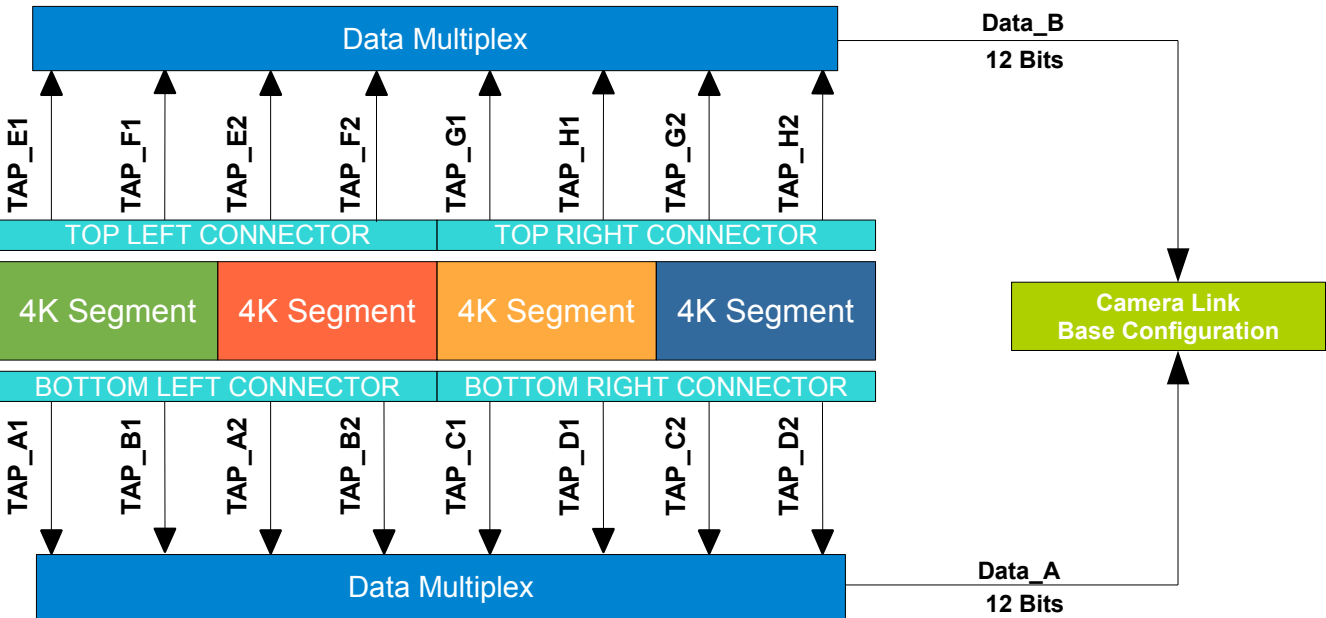 Data Multiplex
Data_B
12 Bits
TAP_E1
TAP_F1
TAP_E2
TAP_F2
TAP_G1
TAP_H1
TAP_G2
TAP_H2
TOP LEFT CONNECTOR
TOP RIGHT CONNECTOR
4K Segment
4K Segment
4K Segment
4K Segment
Camera Link
Base Configuration
BOTTOM LEFT CONNECTOR
BOTTOM RIGHT CONNECTOR
TAP_A1
TAP_B1
TAP_A2
TAP_B2
TAP_C1
TAP_D1
TAP_C2
TAP_D2
Data Multiplex
Data_A
12 Bits